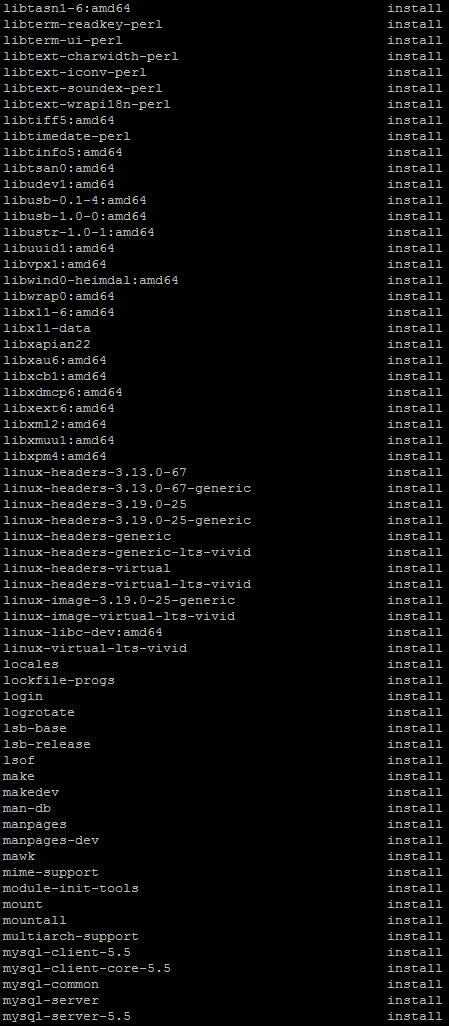 libtasn1-6:amd64 install
libterm-readkey-perl install
libterm-ui-perl install
libtext-charwidth-perl install
libtext-iconv-perl install
libtext-soundex-perl install
libtext-wrapi18n-perl install
libtiff5:amd64 install
libtimedate-perl install
libtinfo5:amd64 install
libtsan0:amd64 install
libudev1:amd64 install
libusb-0.1-4:amd64 install
libusb-1.0-0:amd64 install
libustr-1.0-1:amd64 install
libuuid1:amd64 install
libvpx1:amd64 install
libwind0-heimdal:amd64 install
libwrap0:amd64 install
libx11-6:amd64 install
libx11-data install
libxapian22 install
libxau6:amd64 install
libxcb1:amd64 install
libxdmcp6:amd64 install
libxext6:amd64 install
libxml2:amd64 install
libxmuu1:amd64 install
libxpm4:amd64 install
linux-headers-3.13.0-67 install
linux-headers-3.13.0-67-generic install
linux-headers-3.19.0-25 install
linux-headers-3.19.0-25-generic install
linux-headers-generic install
linux-headers-generic-lts-vivid install
linux-headers-virtual install
linux-headers-virtual-lts-vivid install
linux-image-3.19.0-25-generic install
linux-image-virtual-lts-vivid install
linux-libc-dev:amd64 install
linux-virtual-lts-vivid install
locales install
lockfile-progs install
login install
logrotate install
lsb-base install
lsb-release install
lsof install
make install
makedev install
man-db install
manpages install
manpages-dev install
mawk install
mime-support install
module-init-tools install
mount install
mountall install
multiarch-support install
mysql-client-5.5 install
mysql-client-core-5.5 install
mysql-common install
mysql-server install
mysql-server-5.5 install